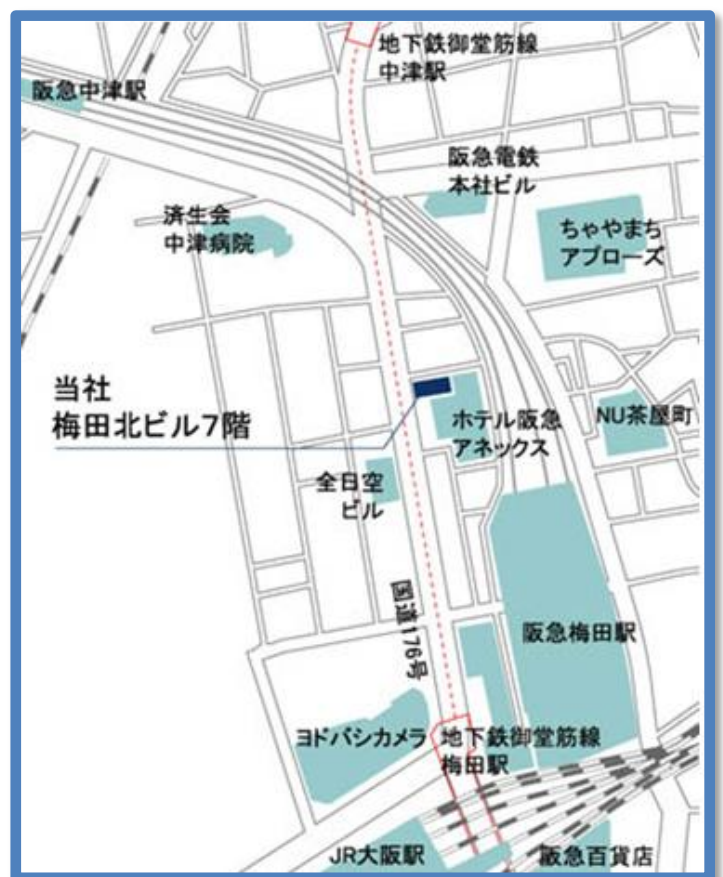 地下鉄御堂筋線
中津駅
阪急中津駅
阪急電鉄
本社ビル
済生会
中津病院
ちゃやまち
アプローズ
当社
梅田北ビル7階
ホテル阪急
アネックス
NU茶屋町
全日空
ビル
国道176号
阪急梅田駅
ヨドバシカメラ
地下鉄御堂筋線
梅田駅
JR大阪駅
阪急百貨店